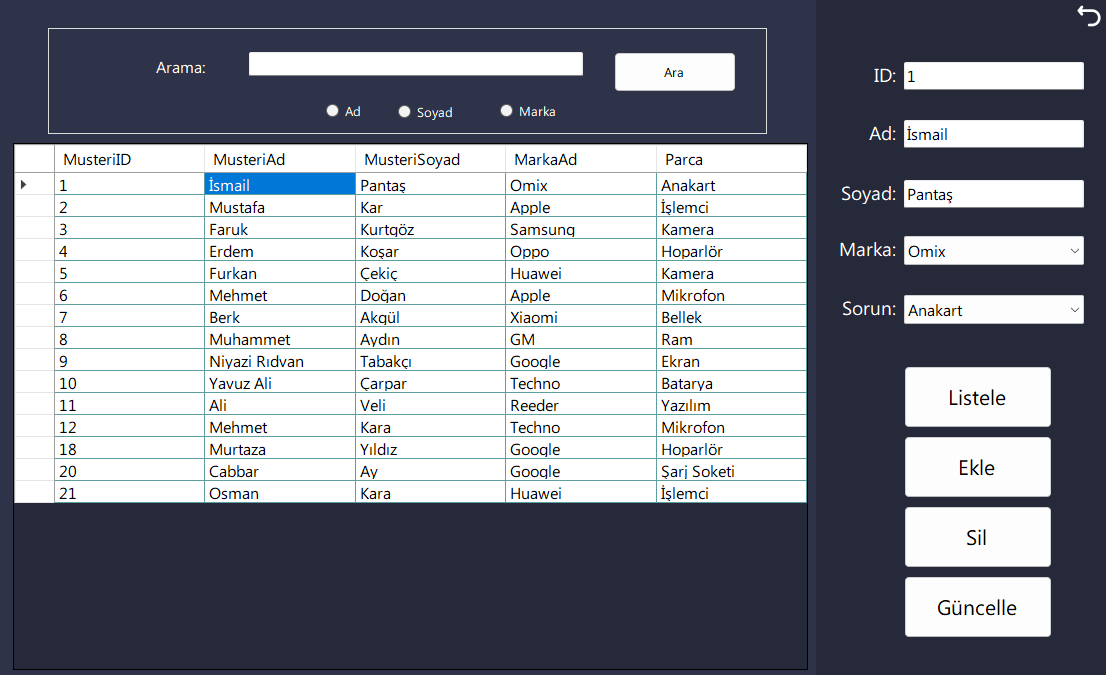 Arama:
Ara
Ad Soyad Marka
MusteriID MusteriAd MusteriSoyad MarkaAd Parca
1 İsmail Pantaş Omix Anakart
2 Mustafa Kar Apple İşlemci
3 Faruk Kurtgöz Samsung Kamera
4 Erdem Koşar Oppo Hoparlör
5 Furkan Çekiç Huawei Kamera
6 Mehmet Doğan Apple Mikrofon
7 Berk Akgül Xiaomi Bellek
8 Muhammet Aydın GM Ram
9 Niyazi Rıdvan Tabakçı Google Ekran
10 Yavuz Ali Çarpar Techno Batarya
11 Ali Veli Reeder Yazılım
12 Mehmet Kara Techno Mikrofon
18 Murtaza Yıldız Google Hoparlör
20 Cabbar Ay Google Şarj Soketi
21 Osman Kara Huawei İşlemci
ID: 1
Ad: İsmail
Soyad: Pantaş
Marka: Omix
Sorun: Anakart
Listele
Ekle
Sil
Güncelle